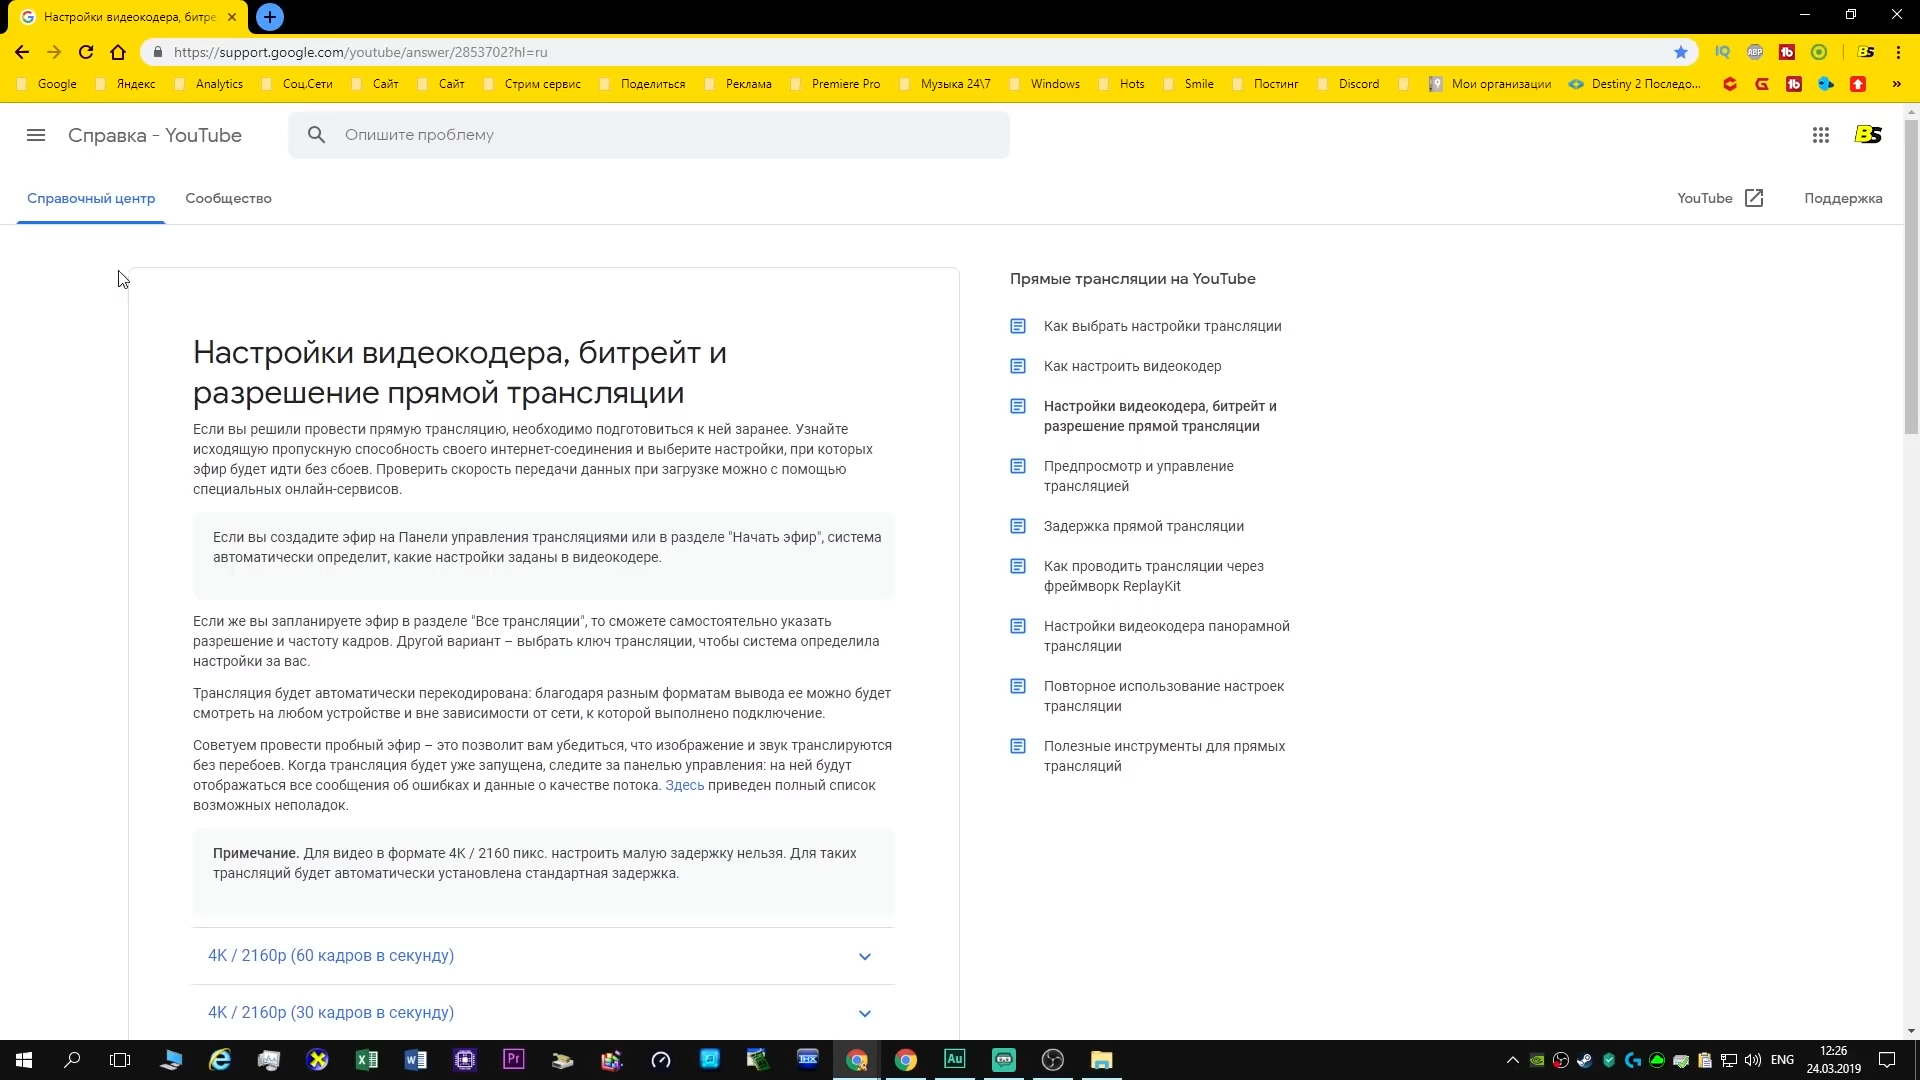 Настройки видеокодера, битре
https://support.google.com/youtube/answer/2853702?hl=ru
Google Яндекс Analytics Соц.Сети Сайт Сайт Стрим сервис Поделиться Реклама Premiere Pro Музыка 24\7 Windows Hots Smile Постинг Discord Мои организации Destiny 2 Последо... »
Справка - YouTube
Опишите проблему
BS
Справочный центр
Сообщество
YouTube
Поддержка
Настройки видеокодера, битрейт и
разрешение прямой трансляции
Если вы решили провести прямую трансляцию, необходимо подготовиться к ней заранее. Узнайте
исходящую пропускную способность своего интернет-соединения и выберите настройки, при которых
эфир будет идти без сбоев. Проверить скорость передачи данных при загрузке можно с помощью
специальных онлайн-сервисов.
Если вы создадите эфир на Панели управления трансляциями или в разделе "Начать эфир", система
автоматически определит, какие настройки заданы в видеокодере.
Если же вы запланируете эфир в разделе "Все трансляции", то сможете самостоятельно указать
разрешение и частоту кадров. Другой вариант – выбрать ключ трансляции, чтобы система определила
настройки за вас.
Трансляция будет автоматически перекодирована: благодаря разным форматам вывода ее можно будет
смотреть на любом устройстве и вне зависимости от сети, к которой выполнено подключение.
Советуем провести пробный эфир – это позволит вам убедиться, что изображение и звук транслируются
без перебоев. Когда трансляция будет уже запущена, следите за панелью управления: на ней будут
отображаться все сообщения об ошибках и данные о качестве потока. Здесь приведен полный список
возможных неполадок.
Примечание. Для видео в формате 4K / 2160 пикс. настроить малую задержку нельзя. Для таких
трансляций будет автоматически установлена стандартная задержка.
4K / 2160p (60 кадров в секунду)
4K / 2160p (30 кадров в секунду)
Прямые трансляции на YouTube
Как выбрать настройки трансляции
Как настроить видеокодер
Настройки видеокодера, битрейт и
разрешение прямой трансляции
Предпросмотр и управление
трансляцией
Задержка прямой трансляции
Как проводить трансляции через
фреймворк ReplayKit
Настройки видеокодера панорамной
трансляции
Повторное использование настроек
трансляции
Полезные инструменты для прямых
трансляций
ENG
12:26
24.03.2019